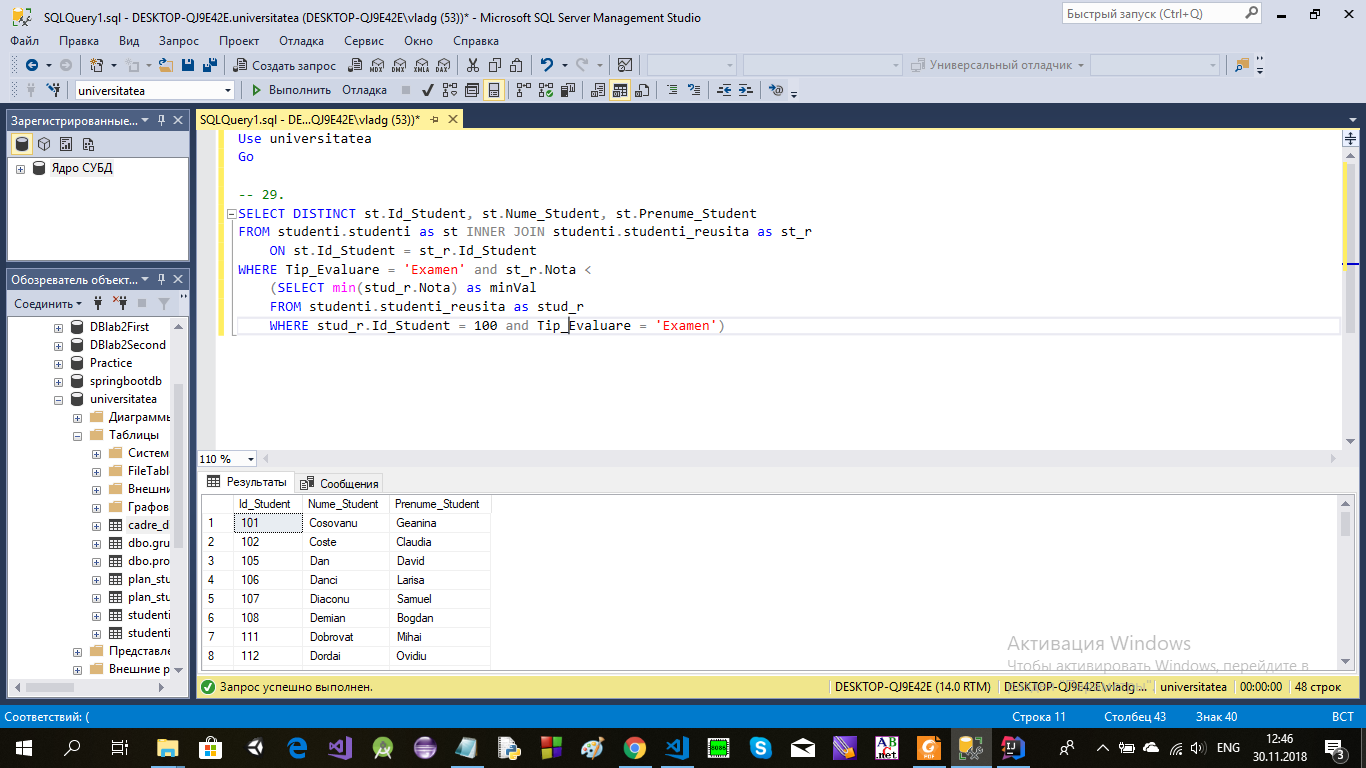 SQLQuery1.sql - DESKTOP-QJ9E42E.universitatea (DESKTOP-QJ9E42E\vladg (53))* - Microsoft SQL Server Management Studio
Быстрый запуск (Ctrl+Q)
Файл Правка Вид Запрос Проект Отладка Сервис Окно Справка
Создать запрос MDX DMX XMLA DAX Универсальный отладчик
universitatea Выполнить Отладка
Зарегистрированные...
SQLQuery1.sql - DE...QJ9E42E\vladg (53))*
Ядро СУБД
Use universitatea
Go
-- 29.
SELECT DISTINCT st.Id_Student, st.Nume_Student, st.Prenume_Student
FROM studenti.studenti as st INNER JOIN studenti.studenti_reusita as st_r
ON st.Id_Student = st_r.Id_Student
WHERE Tip_Evaluare = 'Examen' and st_r.Nota <
(SELECT min(stud_r.Nota) as minVal
FROM studenti.studenti_reusita as stud_r
WHERE stud_r.Id_Student = 100 and Tip_Evaluare = 'Examen')
Обозреватель объект...
Соединить
DBlab2First
DBlab2Second
Practice
springbootdb
universitatea
Диаграммы
Таблицы
Систем
FileTabl
Внешни
Графов
cadre_d
dbo.gru
dbo.pro
plan_stu
plan_stu
studenti
studenti
Представле
Внешние р
110 %
Результаты Сообщения
Id_Student Nume_Student Prenume_Student
1 101 Cosovanu Geanina
2 102 Coste Claudia
3 105 Dan David
4 106 Danci Larisa
5 107 Diaconu Samuel
6 108 Demian Bogdan
7 111 Dobrovat Mihai
8 112 Dordai Ovidiu
Активация Windows
Чтобы активировать Windows, перейдите в
Запрос успешно выполнен. DESKTOP-QJ9E42E (14.0 RTM) DESKTOP-QJ9E42E\vladg ... universitatea 00:00:00 48 строк
Соответствий: ( Строка 11 Столбец 43 Знак 40 ВСТ
ENG 12:46
30.11.2018
3